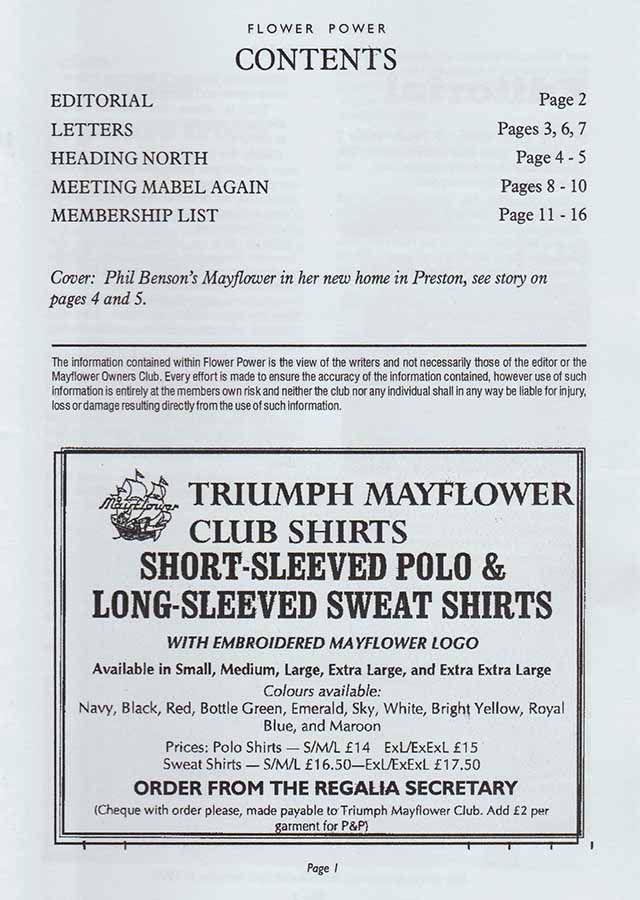 FLOWER POWER
CONTENTS
EDITORIAL Page 2
LETTERS Pages 3, 6, 7
HEADING NORTH Page 4 - 5
MEETING MABEL AGAIN Pages 8 - 10
MEMBERSHIP LIST Page 11 - 16
Cover: Phil Benson's Mayflower in her new home in Preston, see story on
pages 4 and 5.
The information contained within Flower Power is the view of the writers and not necessarily those of the editor or the
Mayflower Owners Club. Every effort is made to ensure the accuracy of the information contained, however use of such
information is entirely at the members own risk and neither the club nor any individual shall in any way be liable for injury,
loss or damage resulting directly from the use of such information.
Mayflower
TRIUMPH MAYFLOWER
CLUB SHIRTS
SHORT-SLEEVED POLO &
LONG-SLEEVED SWEAT SHIRTS
WITH EMBROIDERED MAYFLOWER LOGO
Available in Small, Medium, Large, Extra Large, and Extra Extra Large
Colours available:
Navy, Black, Red, Bottle Green, Emerald, Sky, White, Bright Yellow, Royal
Blue, and Maroon
Prices: Polo Shirts — S/M/L £14 ExL/ExExL £15
Sweat Shirts — S/M/L £16.50—ExL/ExExL £17.50
ORDER FROM THE REGALIA SECRETARY
(Cheque with order please, made payable to Triumph Mayflower Club. Add £2 per
garment for P&P)
Page 1